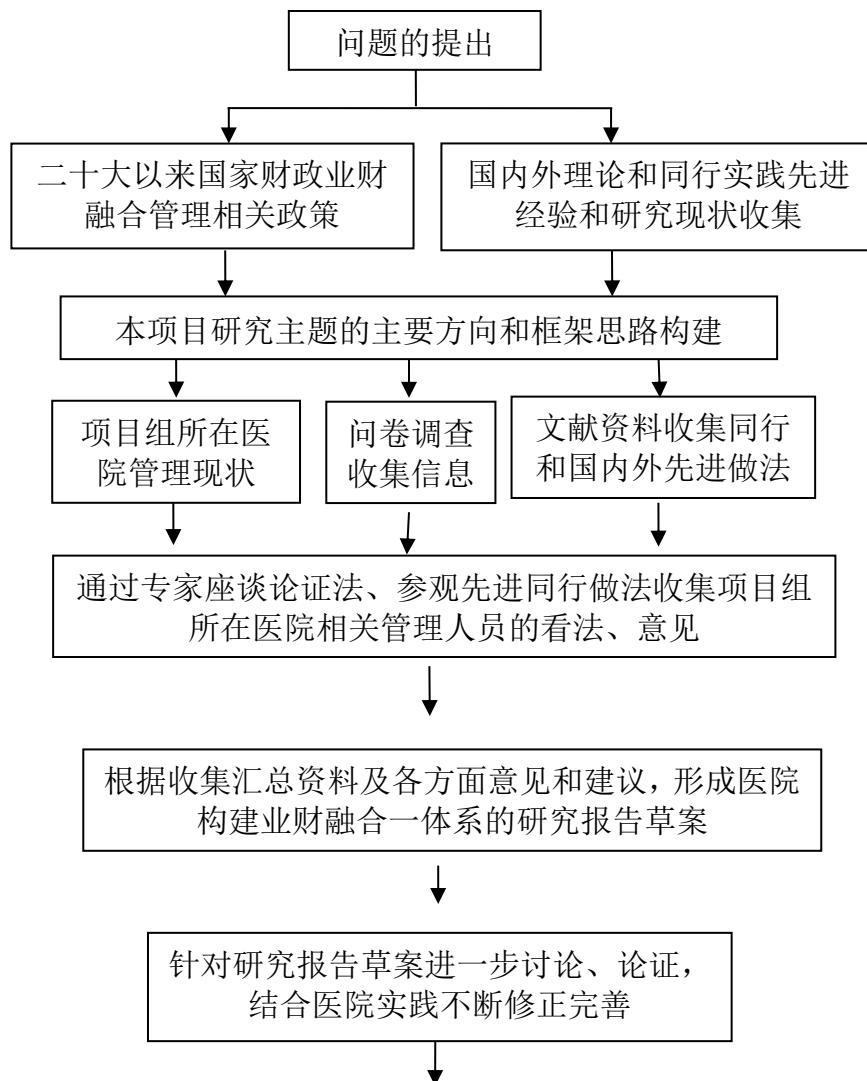 问题的提出
二十大以来国家财政业财
融合管理相关政策
国内外理论和同行实践先进
经验和研究现状收集
本项目研究主题的主要方向和框架思路构建
项目组所在医
院管理现状
问卷调查
收集信息
文献资料收集同行
和国内外先进做法
通过专家座谈论证法、参观先进同行做法收集项目组
所在医院相关管理人员的看法、意见
根据收集汇总资料及各方面意见和建议，形成医院
构建业财融合一体系的研究报告草案
针对研究报告草案进一步讨论、论证，
结合医院实践不断修正完善